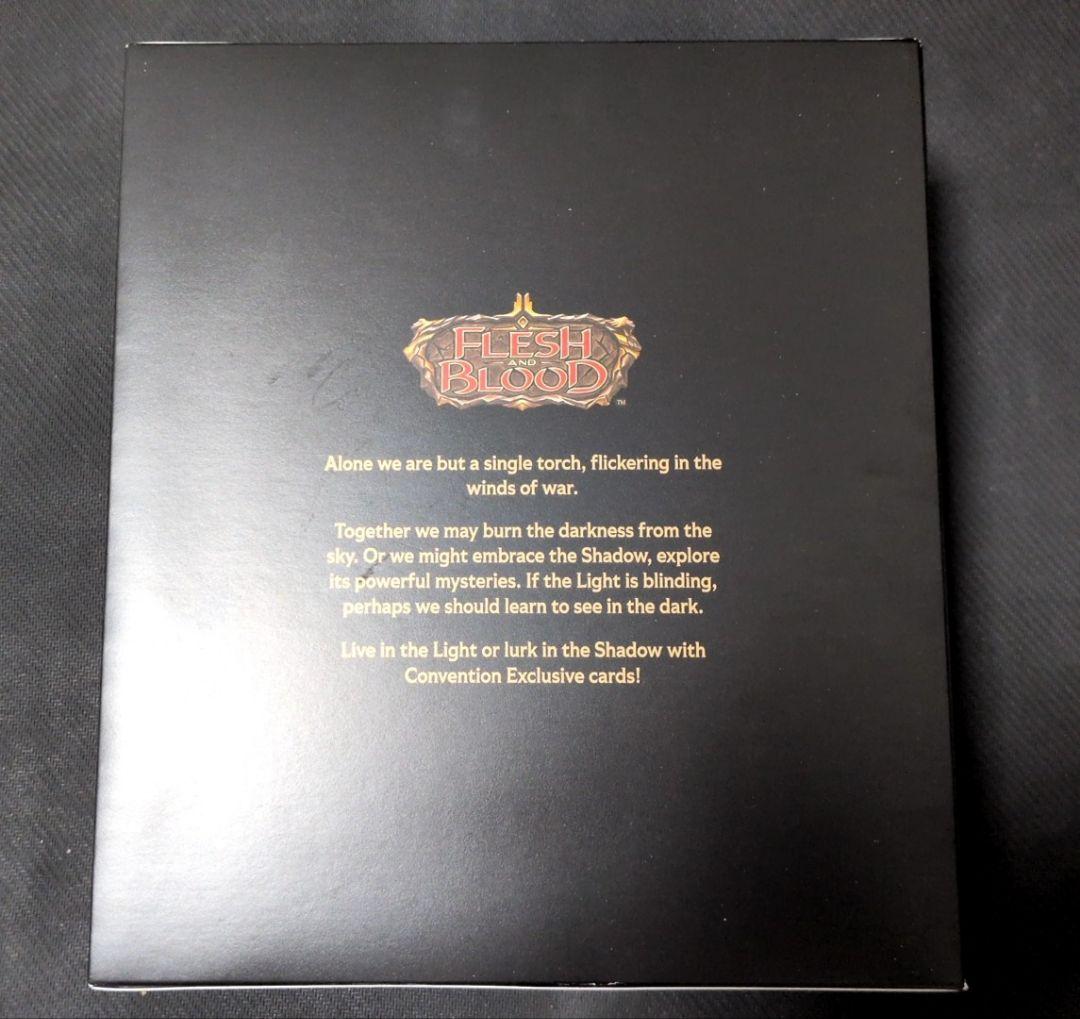 FLESH
AND
BLOOD
TM
Alone we are but a single torch, flickering in the
winds of war.
Together we may burn the darkness from the
sky. Or we might embrace the Shadow, explore
its powerful mysteries. If the Light is blinding,
perhaps we should learn to see in the dark.
Live in the Light or lurk in the Shadow with
Convention Exclusive cards!